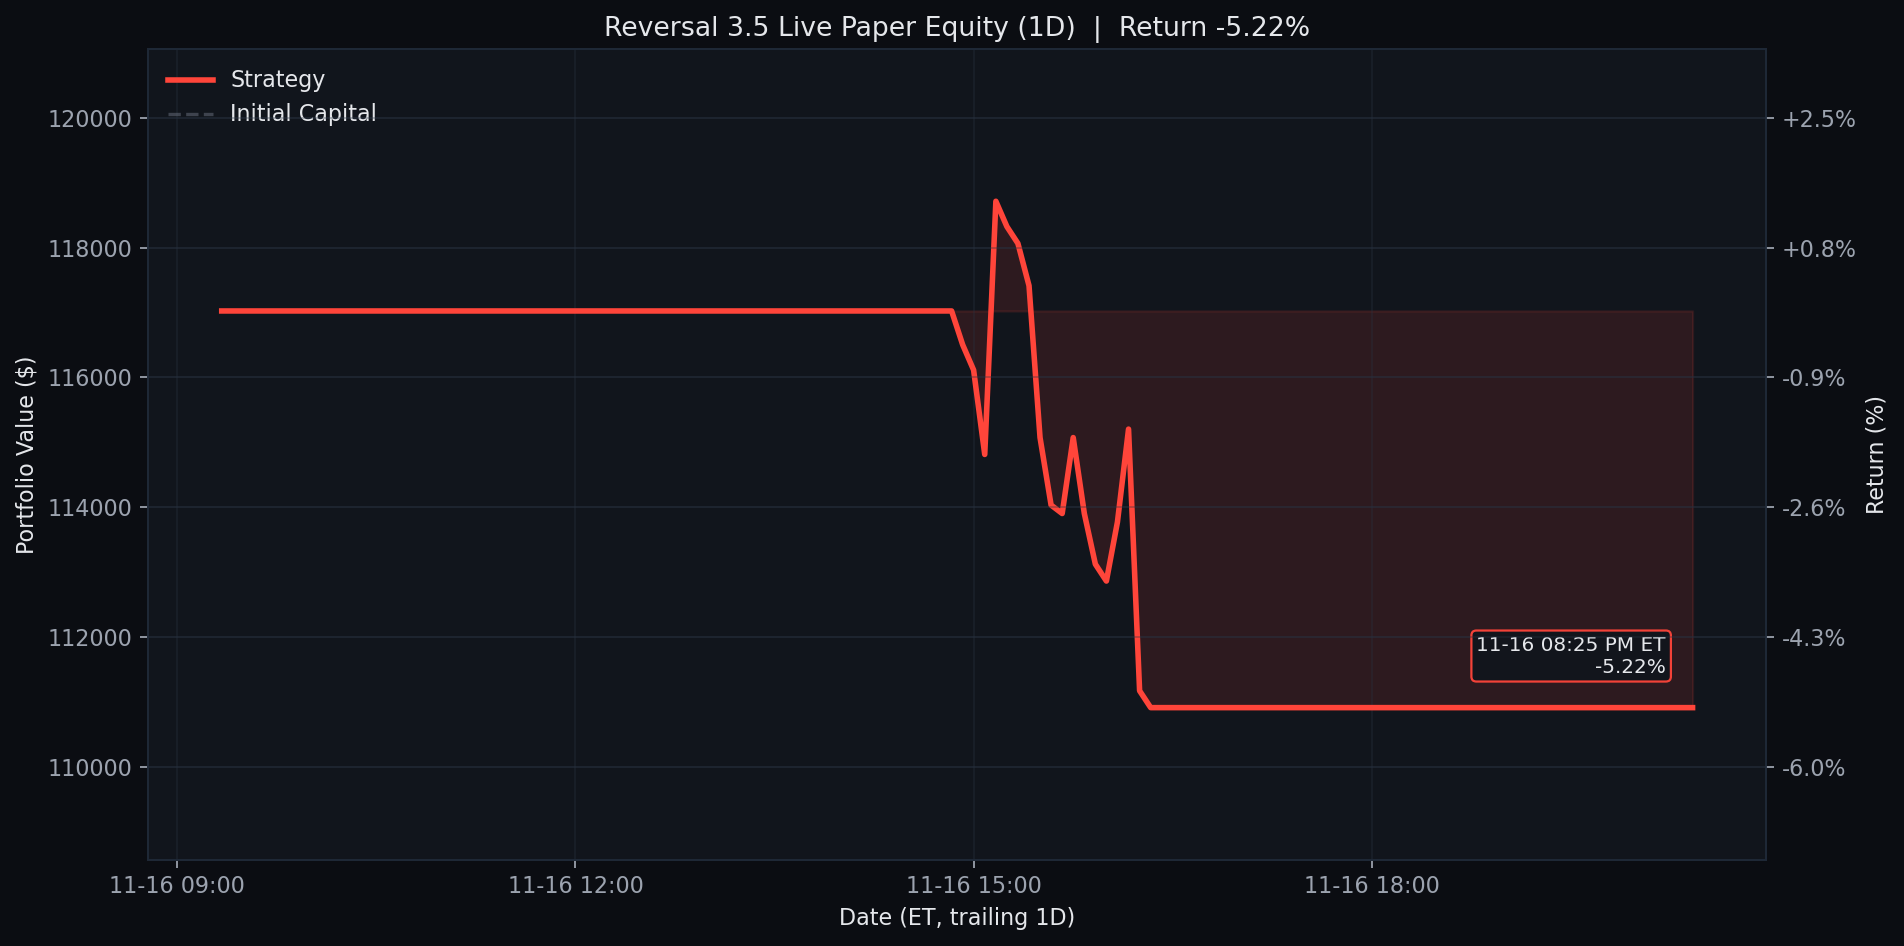 Reversal 3.5 Live Paper Equity (1D)  |  Return -5.22%
Strategy
Initial Capital
Portfolio Value ($)
120000
118000
116000
114000
112000
110000
+2.5%
+0.8%
-0.9%
-2.6%
-4.3%
-6.0%
Return (%)
11-16 08:25 PM ET
-5.22%
11-16 09:00
11-16 12:00
11-16 15:00
11-16 18:00
Date (ET, trailing 1D)